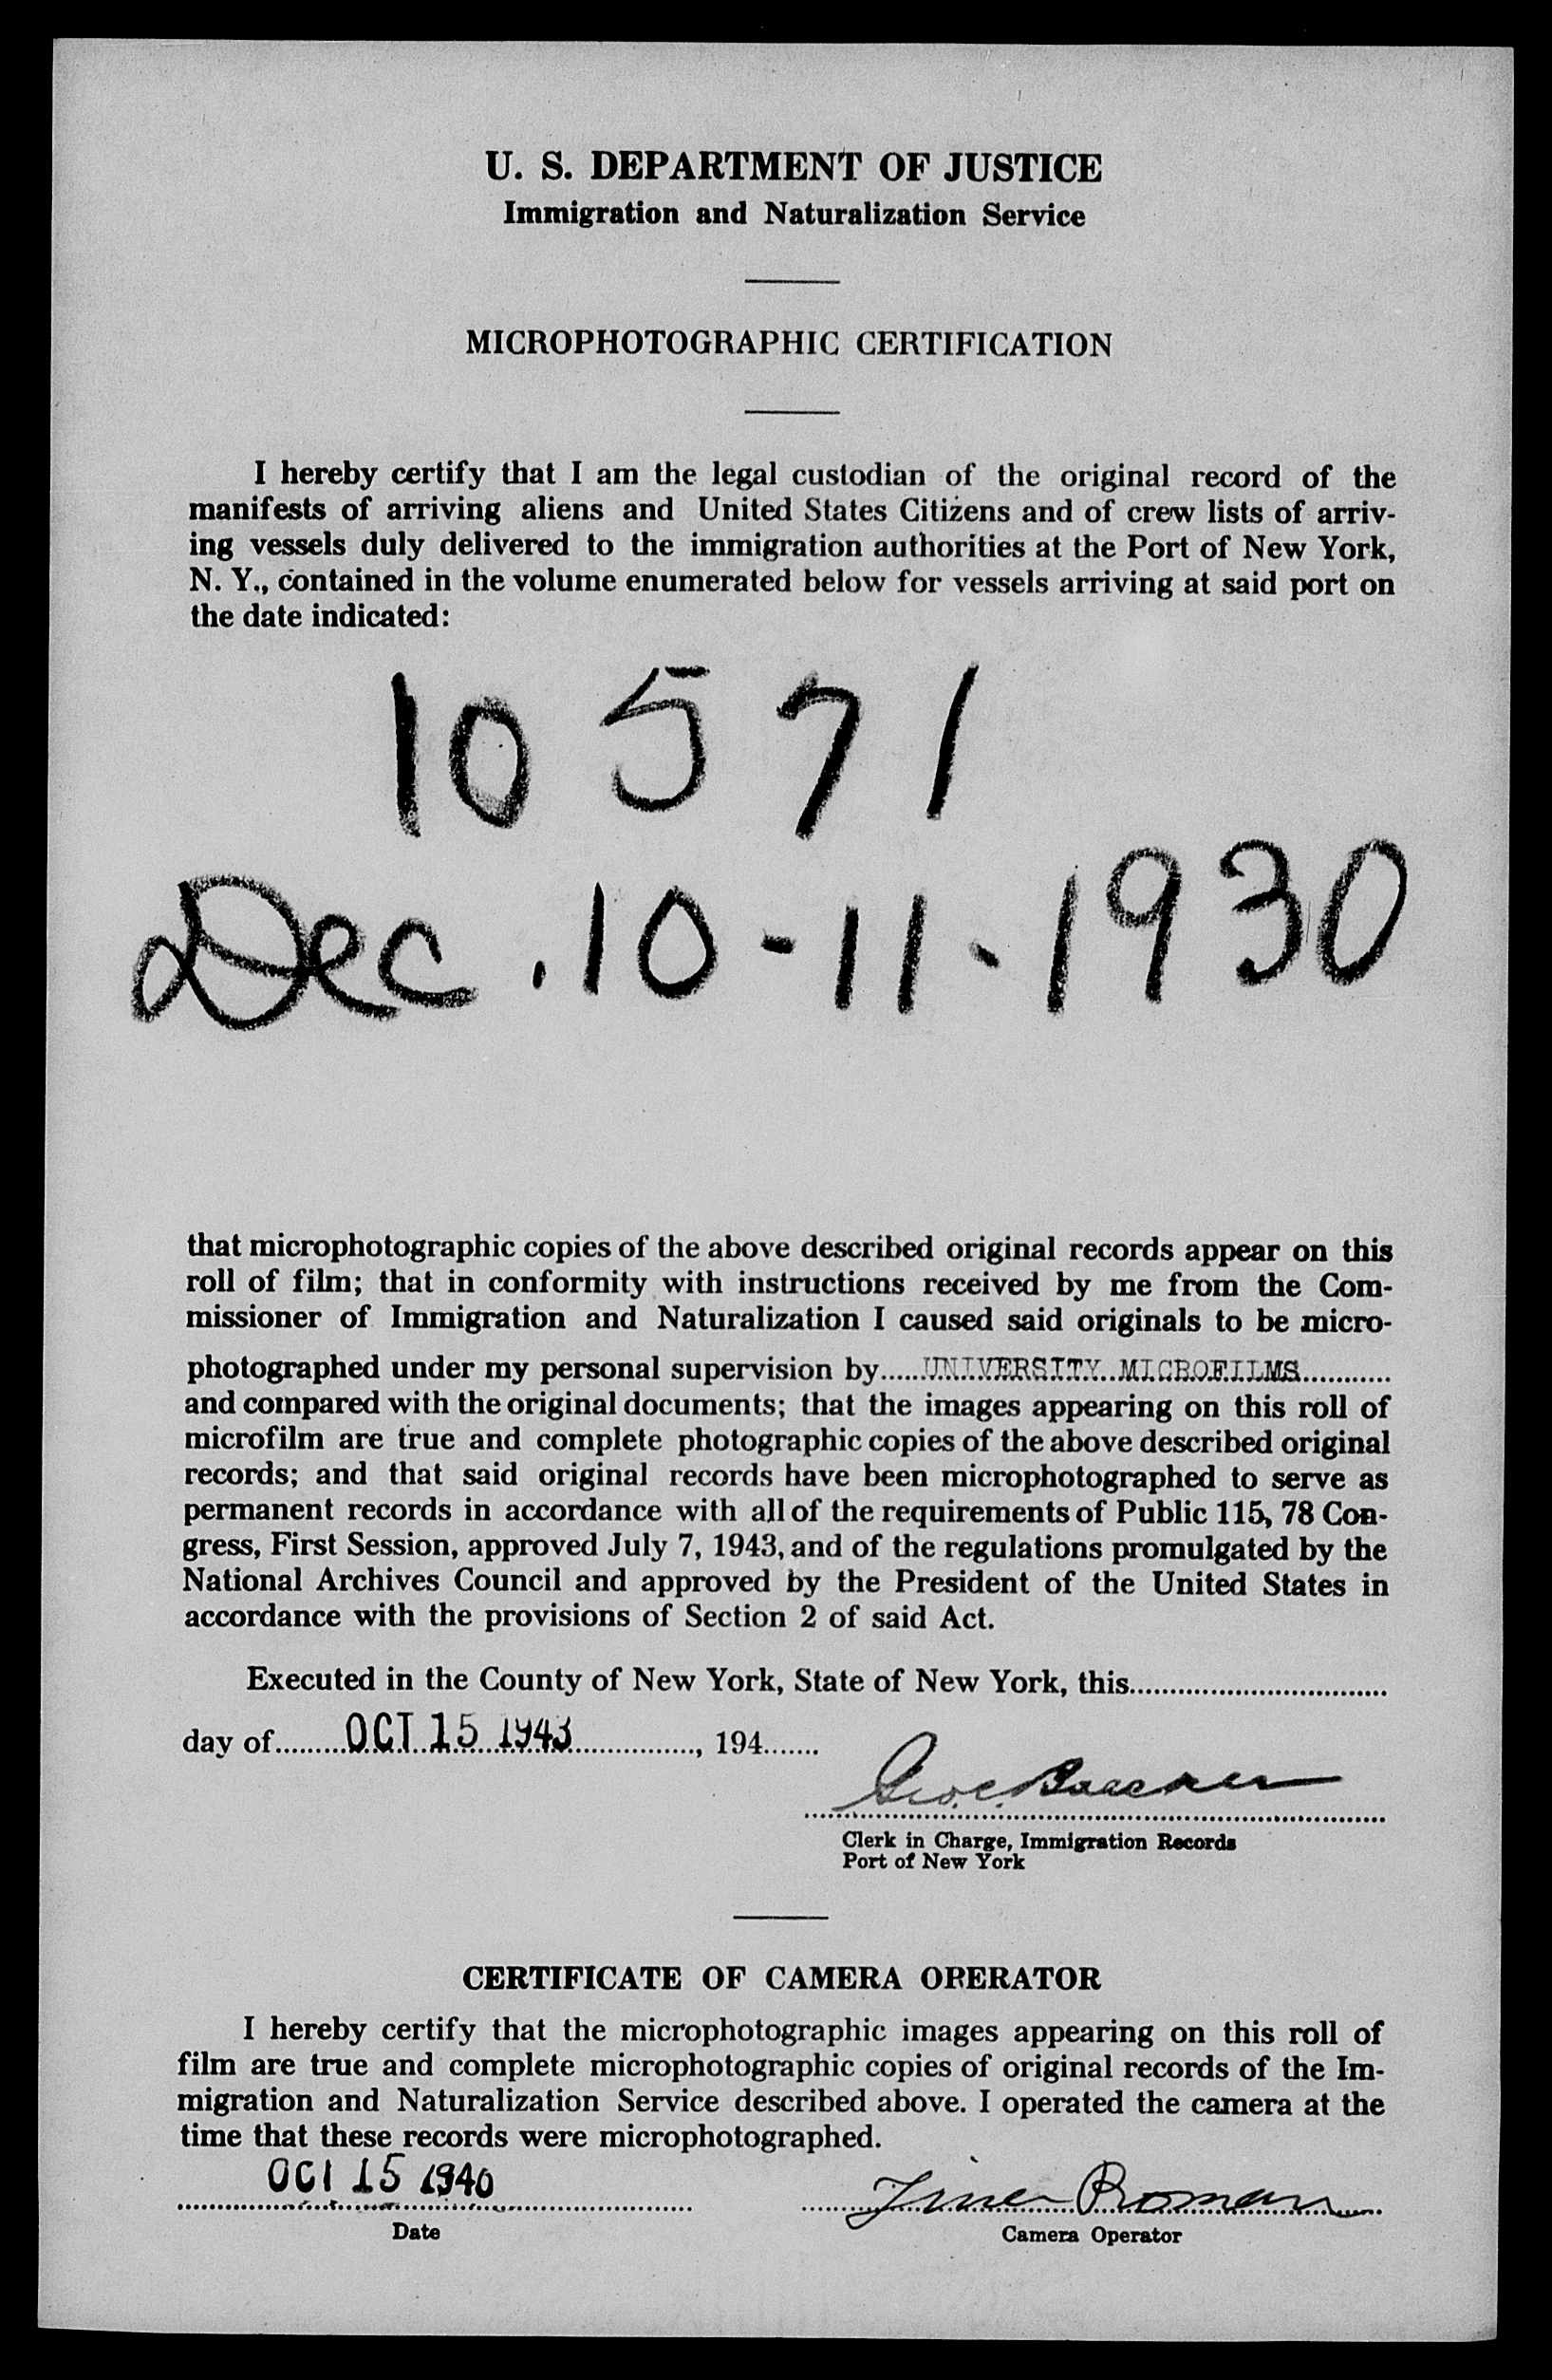 U. S. DEPARTMENT OF JUSTICE
Immigration and Naturalization Service
MICROPHOTOGRAPHIC CERTIFICATION
I hereby certify that I am the legal custodian of the original record of the
manifests of arriving aliens and United States Citizens and of crew lists of arriv-
ing vessels duly delivered to the immigration authorities at the Port of New York,
N. Y., contained in the volume enumerated below for vessels arriving at said port on
the date indicated:
10571
Dec. 10-11-1930
that microphotographic copies of the above described original records appear on this
roll of film; that in conformity with instructions received by me from the Com-
missioner of Immigration and Naturalization I caused said originals to be micro-
photographed under my personal supervision by UNIVERSITY MICROFILMS
and compared with the original documents; that the images appearing on this roll of
microfilm are true and complete photographic copies of the above described original
records; and that said original records have been microphotographed to serve as
permanent records in accordance with all of the requirements of Public 115, 78 Con-
gress, First Session, approved July 7, 1943, and of the regulations promulgated by the
National Archives Council and approved by the President of the United States in
accordance with the provisions of Section 2 of said Act.
Executed in the County of New York, State of New York, this
day of OCT 15 1943, 194
Clerk in Charge, Immigration Records
Port of New York
CERTIFICATE OF CAMERA OPERATOR
I hereby certify that the microphotographic images appearing on this roll of
film are true and complete microphotographic copies of original records of the Im-
migration and Naturalization Service described above. I operated the camera at the
time that these records were microphotographed.
OCT 15 1940 Roman
Date
Camera Operator